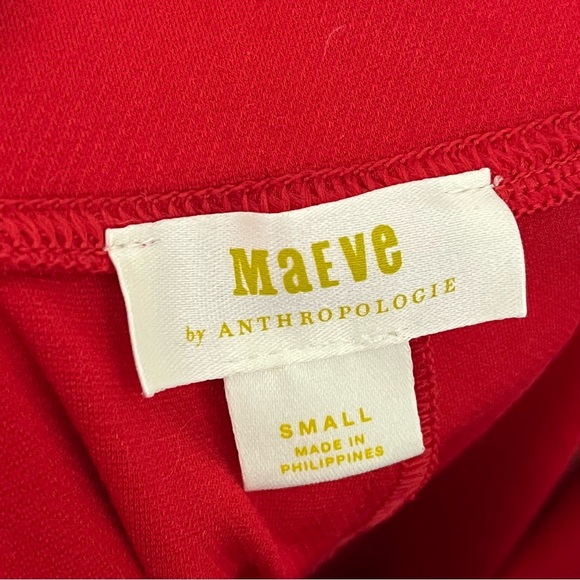 MaEVe
by ANTHROPOLOGIE
SMALL
MADE IN
PHILIPPINES